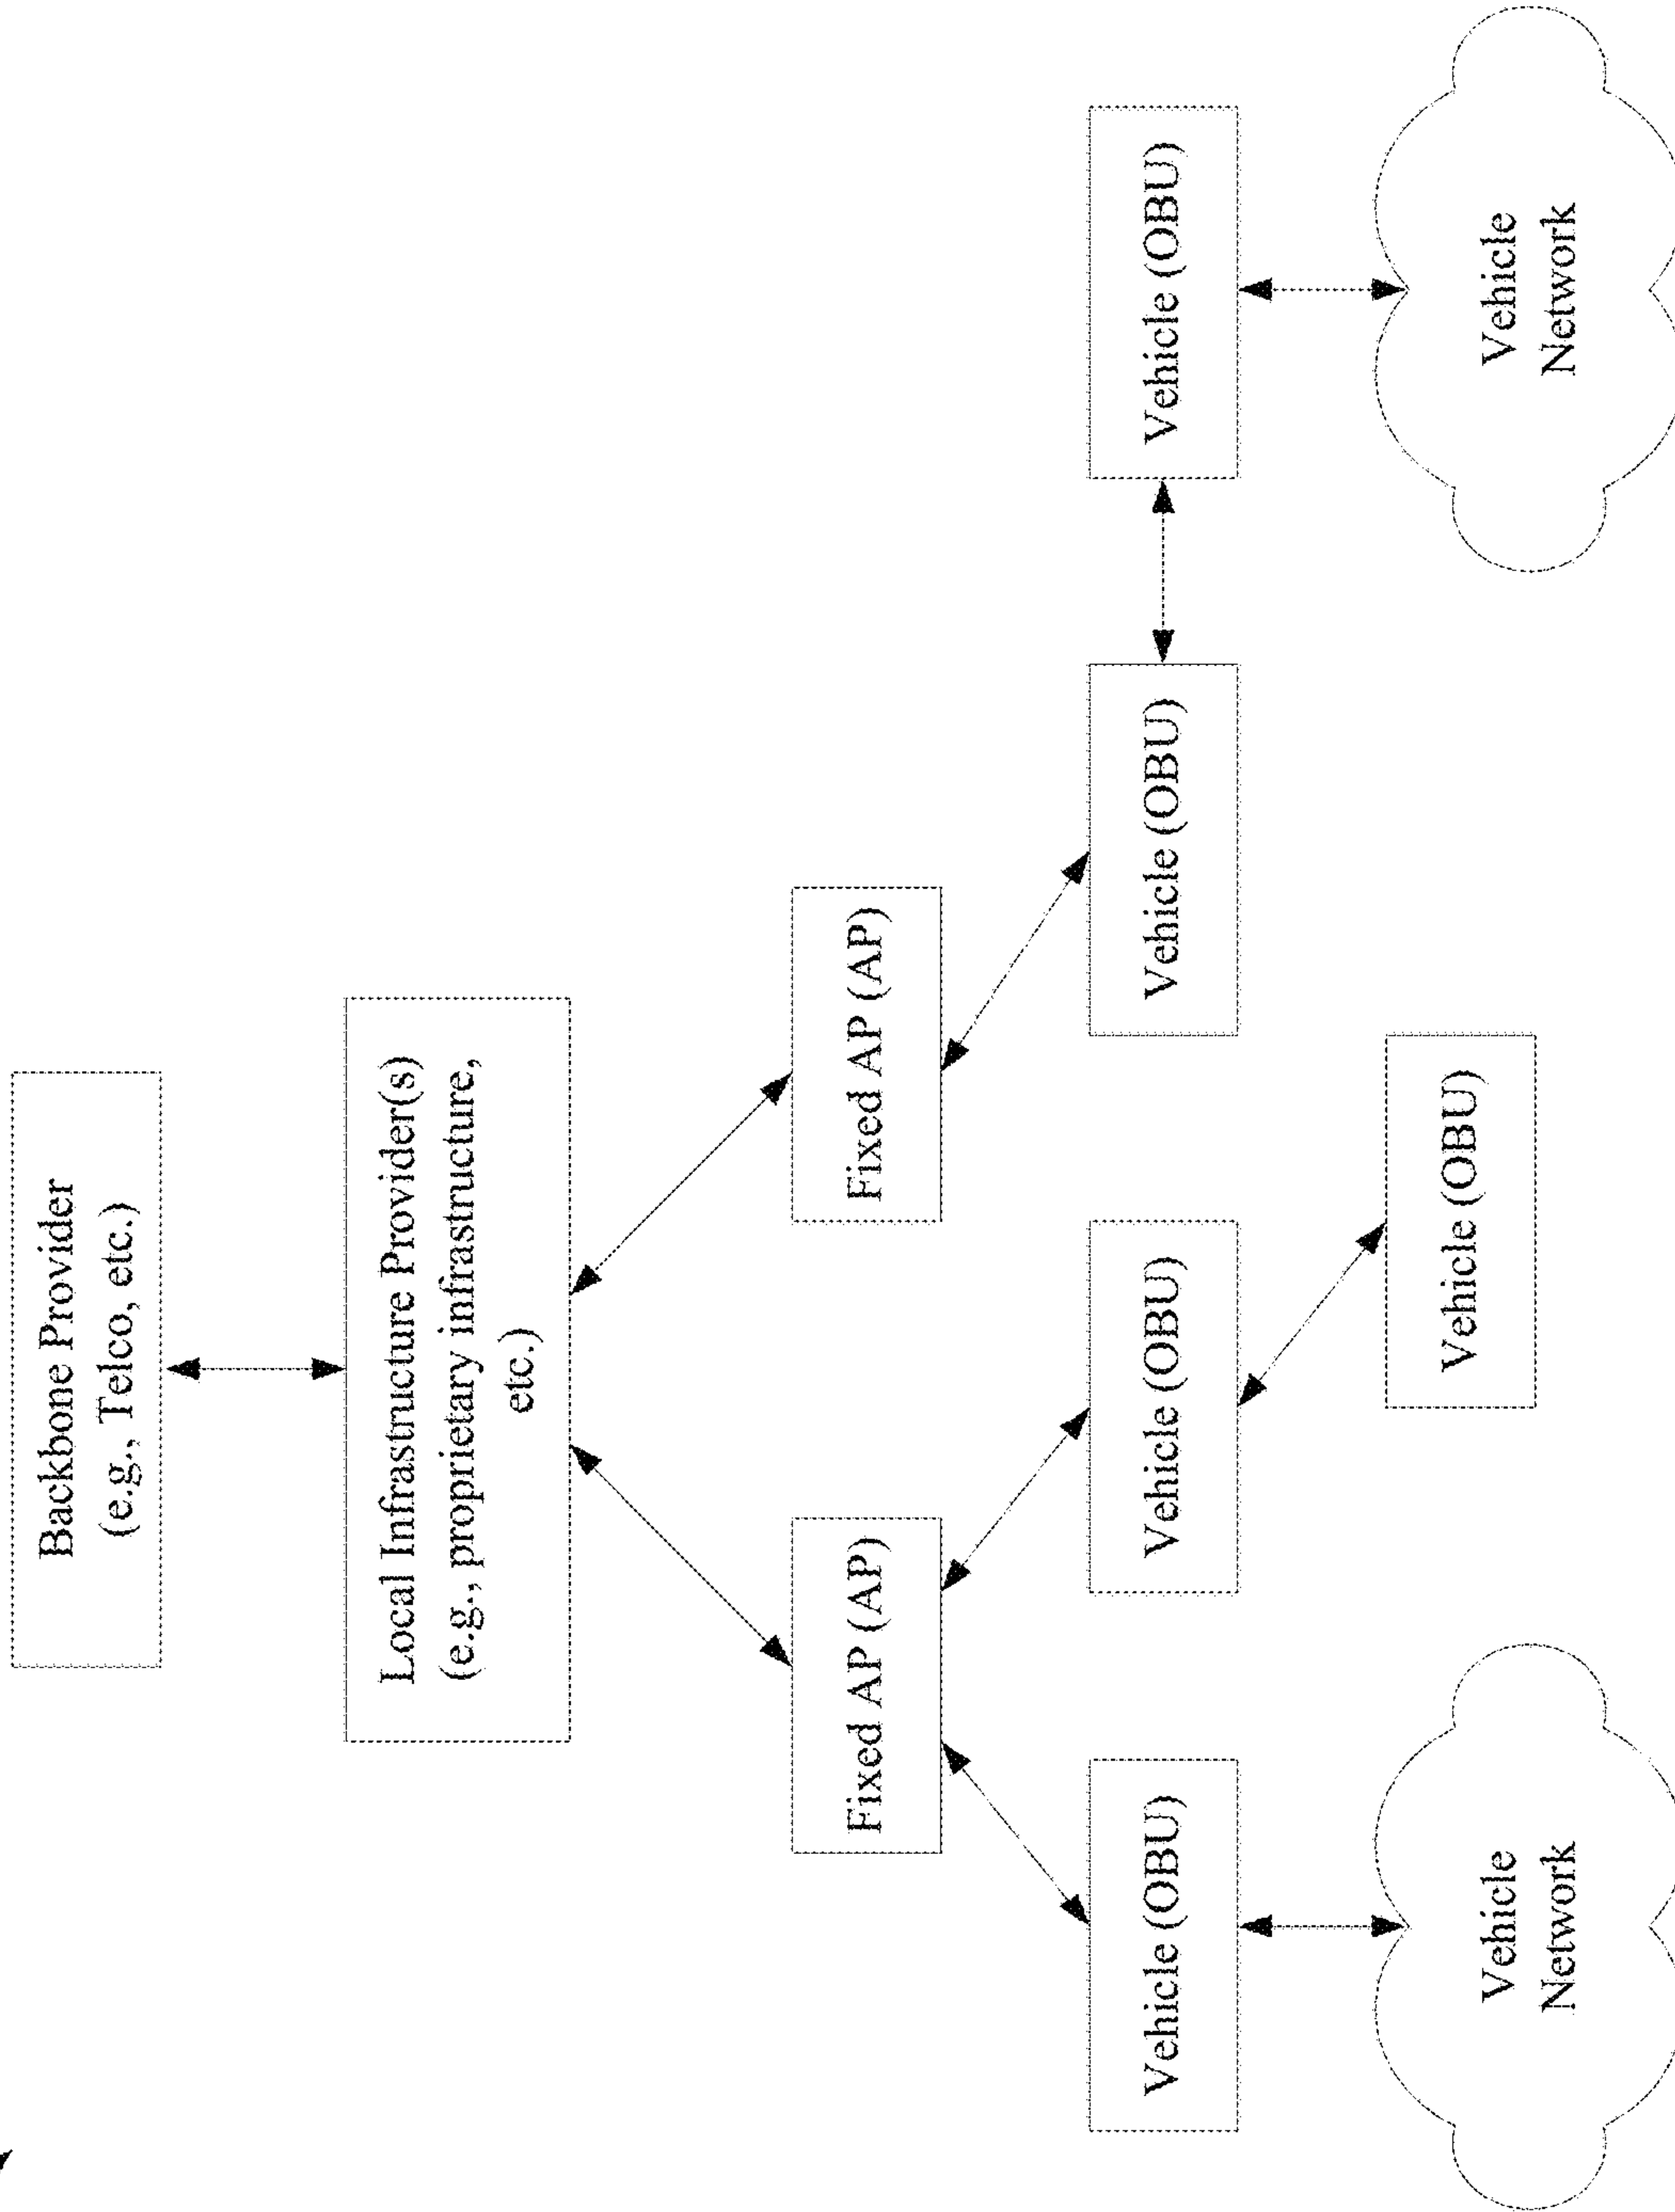 Backbone Provider
(e.g., Telco, etc.)
Local Infrastructure Provider(s)
(e.g., proprietary infrastructure,
etc.)
Fixed AP (AP)
Fixed AP (AP)
Vehicle (OBU)
Vehicle (OBU)
Vehicle (OBU)
Vehicle (OBU)
Vehicle (OBU)
Vehicle
Network
Vehicle
Network